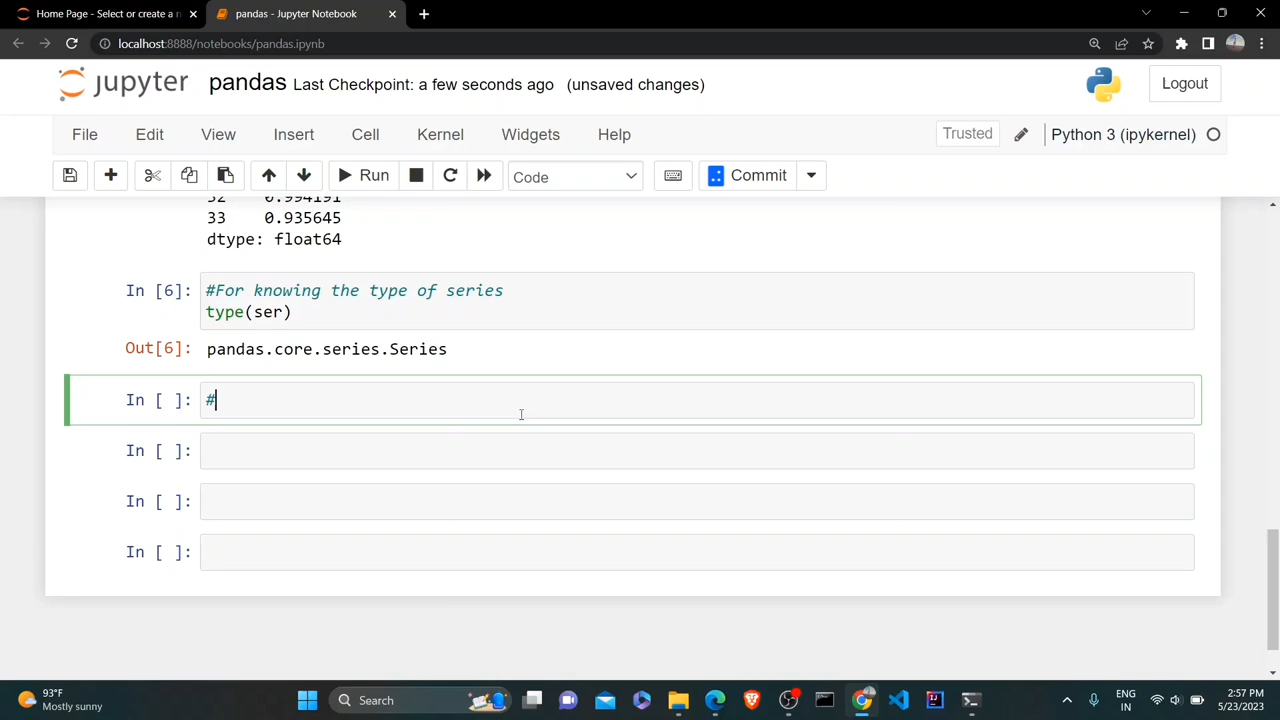 Home Page - Select or create a n
pandas - Jupyter Notebook
localhost:8888/notebooks/pandas.ipynb
jupyter pandas Last Checkpoint: a few seconds ago (unsaved changes)
Logout
File Edit View Insert Cell Kernel Widgets Help
Trusted
Python 3 (ipykernel)
Run
Code
Commit
32 0.994191
33 0.935645
dtype: float64
In [6]: #For knowing the type of series
type(ser)
Out[6]: pandas.core.series.Series
In [ ]: #
In [ ]:
In [ ]:
In [ ]:
93°F
Mostly sunny
Search
ENG
IN
2:57 PM
5/23/2023